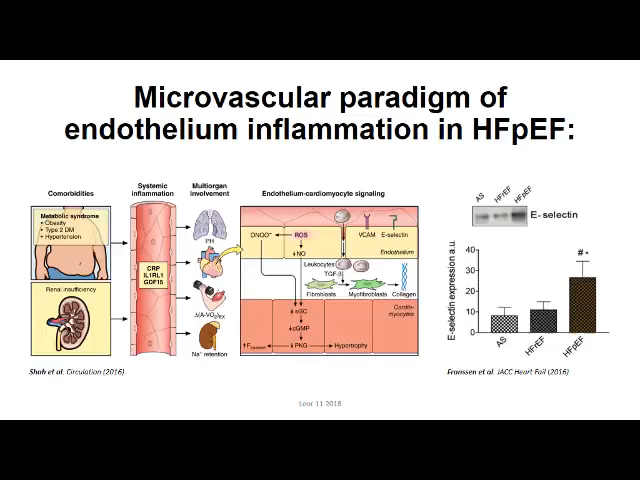 Microvascular paradigm of
endothelium inflammation in HFpEF:
Comorbidities
Metabolic syndrome
• Obesity
• Type 2 DM
• Hypertension
Renal insufficiency
Systemic
inflammation
CRP
IL1RL1
GDF15
Multiorgan
involvement
PH
Δ(A-VO₂)EX
Na⁺ retention
Endothelium-cardiomyocyte signaling
ONOO⁻
ROS
VCAM
E-selectin
↓NO
Endothelium
Leukocytes
TGF-β
Fibroblasts
Myofibroblasts
Collagen
↓ sGC
Cardio-
myocytes
↓cGMP
↓ PKG
Hypertrophy
Shah et al. Circulation (2016).
AS
HFrEF
HFpEF
E-selectin
E-selectin expression a.u.
40
30
20
10
0
# *
AS
HFrEF
HFpEF
Franssen et al. JACC Heart Fail (2016).
Leor 11 2018